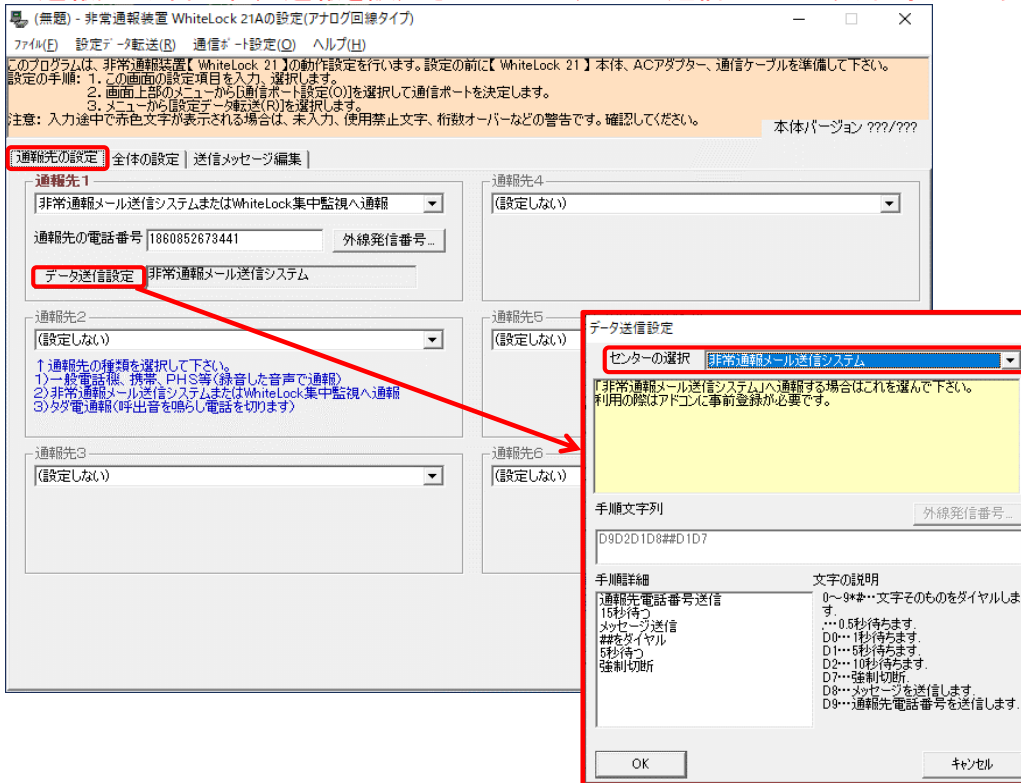 (無題) - 非常通報装置 WhiteLock 21Aの設定(アナログ回線タイプ)
ファイル(F) 設定データ転送(R) 通信ポート設定(O) ヘルプ(H)
このプログラムは、非常通報装置【 WhiteLock 21 】の動作設定を行います。設定の前に【 WhiteLock 21 】本体、ACアダプター、通信ケーブルを準備して下さい。
設定の手順: 1. この画面の設定項目を入力、選択します。
2. 画面上部のメニューから[通信ポート設定(O)]を選択して通信ポートを決定します。
3. メニューから[設定データ転送(R)]を選択します。
注意: 入力途中で赤色文字が表示される場合は、未入力、使用禁止文字、桁数オーバーなどの警告です。確認してください。
本体バージョン ???/???
通報先の設定 全体の設定 送信メッセージ編集
通報先1
非常通報メール送信システムまたはWhiteLock集中監視へ通報
通報先の電話番号 1860852673441 外線発信番号...
データ送信設定 非常通報メール送信システム
通報先4
(設定しない)
通報先2
(設定しない)
↑通報先の種類を選択して下さい。
1)一般電話機、携帯、PHS等(録音した音声で通報)
2)非常通報メール送信システムまたはWhiteLock集中監視へ通報
3)タダ電通報(呼出音を鳴らし電話を切ります)
通報先5
(設定しない)
通報先3
(設定しない)
通報先6
(設定しない)
データ送信設定
センターの選択 非常通報メール送信システム
「非常通報メール送信システム」へ通報する場合はこれを選んで下さい。
利用の際はアドコンに事前登録が必要です。
手順文字列 外線発信番号...
D9D2D1D8##D1D7
手順詳細
通報先電話番号送信
15秒待つ
メッセージ送信
##をダイヤル
5秒待つ
強制切断
文字の説明
0～9*#…文字そのものをダイヤルしま
す.
,…0.5秒待ちます.
D0…1秒待ちます.
D1…5秒待ちます.
D2…10秒待ちます.
D7…強制切断.
D8…メッセージを送信します.
D9…通報先電話番号を送信します.
OK キャンセル